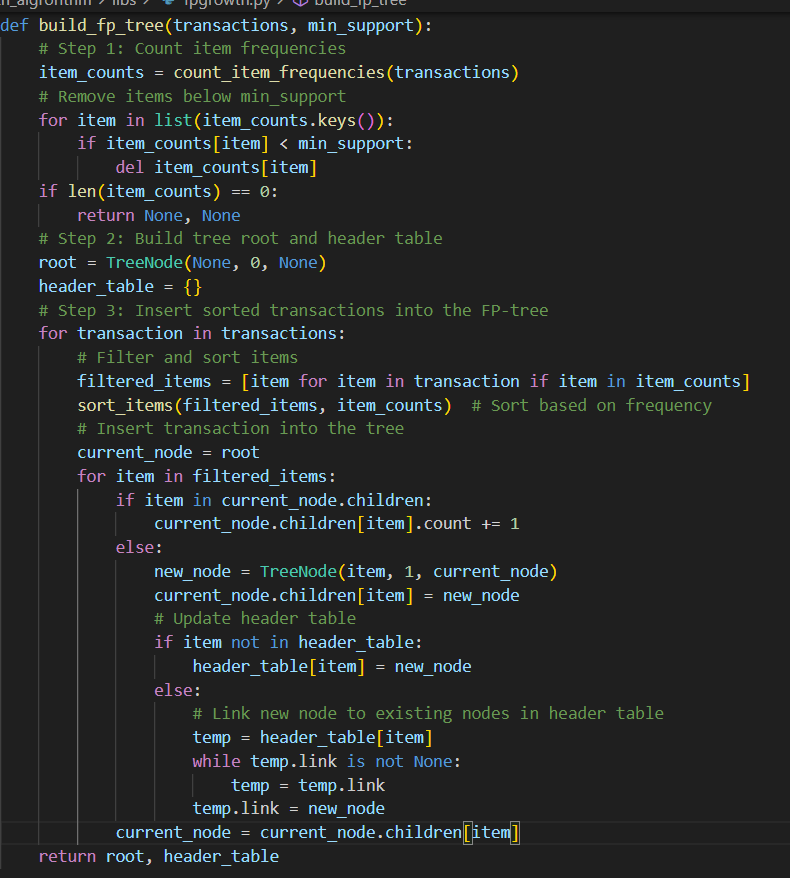 libs > fpgrowth.py > build_fp_tree
def build_fp_tree(transactions, min_support):
    # Step 1: Count item frequencies
    item_counts = count_item_frequencies(transactions)
    # Remove items below min_support
    for item in list(item_counts.keys()):
        if item_counts[item] < min_support:
            del item_counts[item]
    if len(item_counts) == 0:
        return None, None
    # Step 2: Build tree root and header table
    root = TreeNode(None, 0, None)
    header_table = {}
    # Step 3: Insert sorted transactions into the FP-tree
    for transaction in transactions:
        # Filter and sort items
        filtered_items = [item for item in transaction if item in item_counts]
        sort_items(filtered_items, item_counts)  # Sort based on frequency
        # Insert transaction into the tree
        current_node = root
        for item in filtered_items:
            if item in current_node.children:
                current_node.children[item].count += 1
            else:
                new_node = TreeNode(item, 1, current_node)
                current_node.children[item] = new_node
                # Update header table
                if item not in header_table:
                    header_table[item] = new_node
                else:
                    # Link new node to existing nodes in header table
                    temp = header_table[item]
                    while temp.link is not None:
                        temp = temp.link
                    temp.link = new_node
            current_node = current_node.children[item]
    return root, header_table